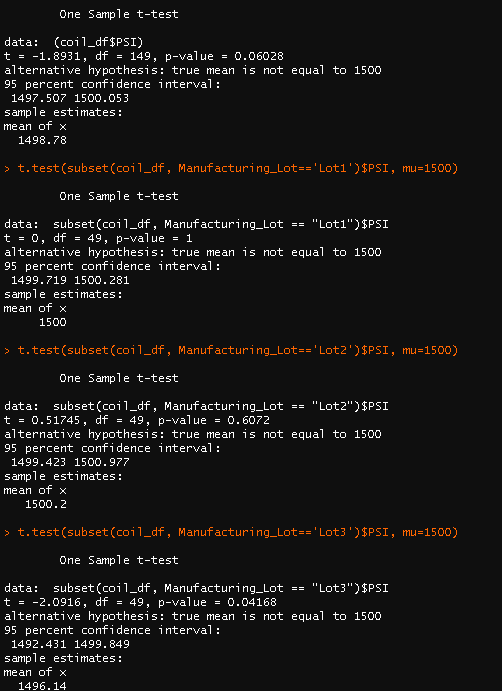 One Sample t-test
data:  (coil_df$PSI)
t = -1.8931, df = 149, p-value = 0.06028
alternative hypothesis: true mean is not equal to 1500
95 percent confidence interval:
 1497.507 1500.053
sample estimates:
mean of x
  1498.78
> t.test(subset(coil_df, Manufacturing_Lot=='Lot1')$PSI, mu=1500)
One Sample t-test
data:  subset(coil_df, Manufacturing_Lot == "Lot1")$PSI
t = 0, df = 49, p-value = 1
alternative hypothesis: true mean is not equal to 1500
95 percent confidence interval:
 1499.719 1500.281
sample estimates:
mean of x
     1500
> t.test(subset(coil_df, Manufacturing_Lot=='Lot2')$PSI, mu=1500)
One Sample t-test
data:  subset(coil_df, Manufacturing_Lot == "Lot2")$PSI
t = 0.51745, df = 49, p-value = 0.6072
alternative hypothesis: true mean is not equal to 1500
95 percent confidence interval:
 1499.423 1500.977
sample estimates:
mean of x
   1500.2
> t.test(subset(coil_df, Manufacturing_Lot=='Lot3')$PSI, mu=1500)
One Sample t-test
data:  subset(coil_df, Manufacturing_Lot == "Lot3")$PSI
t = -2.0916, df = 49, p-value = 0.04168
alternative hypothesis: true mean is not equal to 1500
95 percent confidence interval:
 1492.431 1499.849
sample estimates:
mean of x
  1496.14